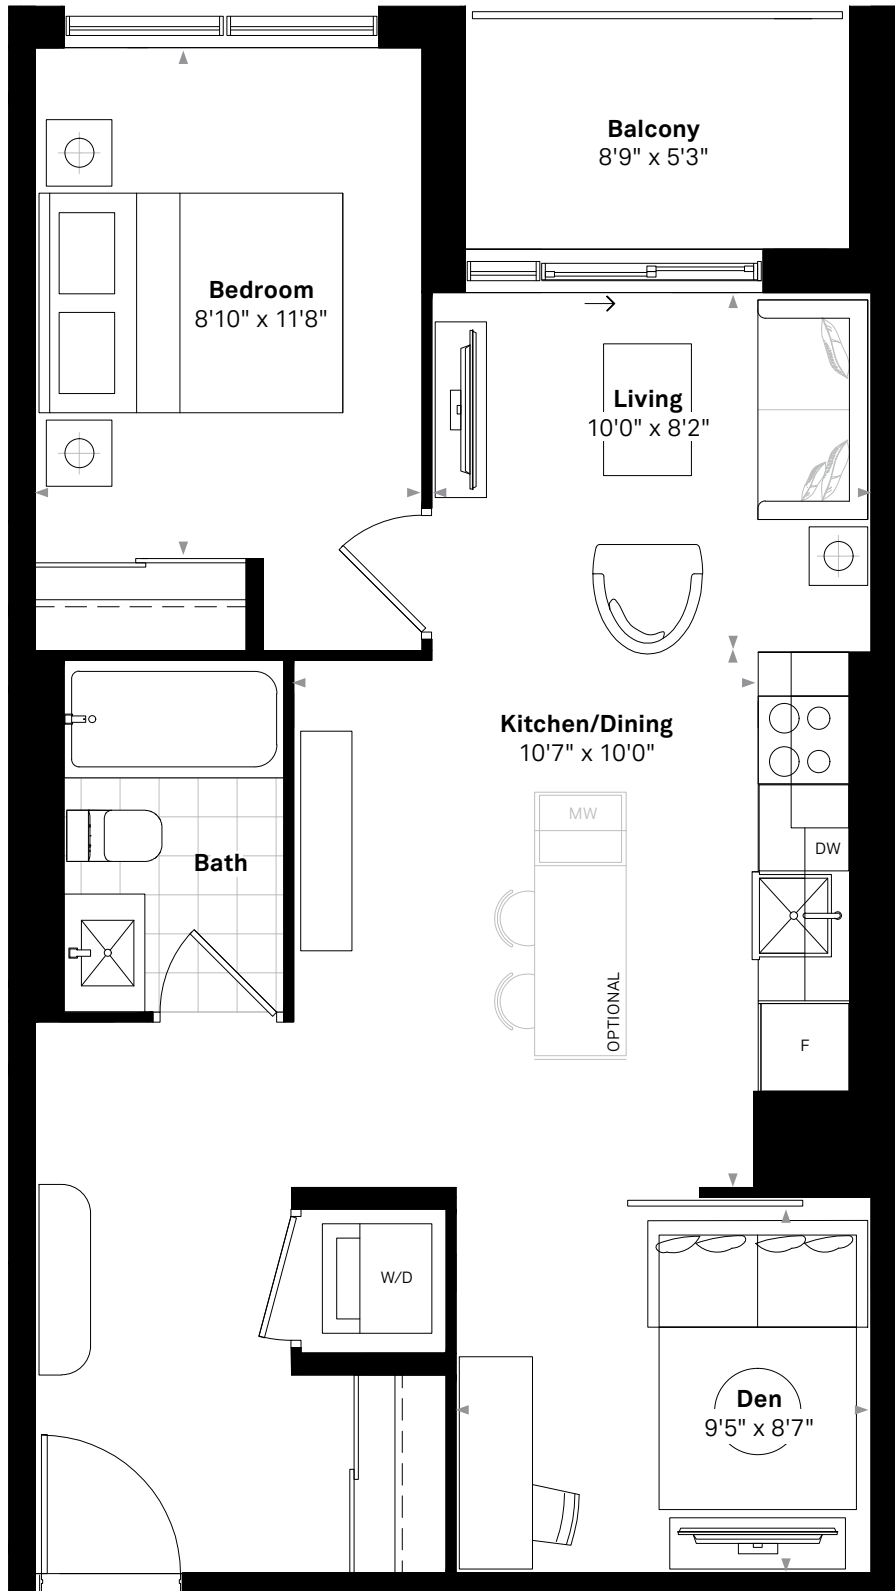 Balcony
8'9" x 5'3"
Bedroom
8'10" x 11'8"
Living
10'0" x 8'2"
Kitchen/Dining
10'7" x 10'0"
MW
DW
Bath
OPTIONAL
F
W/D
Den
9'5" x 8'7"